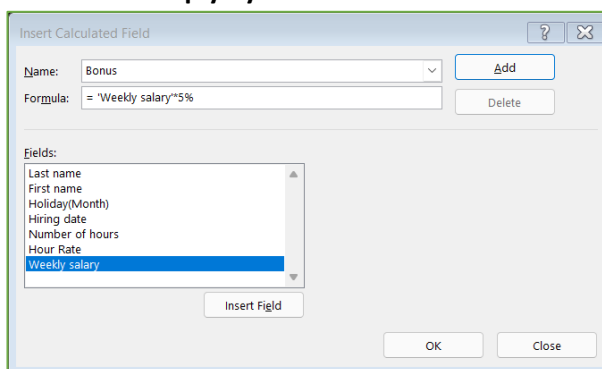 Insert Calculated Field
Name: Bonus Add
Formula: = 'Weekly salary'*5% Delete
Fields:
Last name
First name
Holiday(Month)
Hiring date
Number of hours
Hour Rate
Weekly salary
Insert Field
OK Close